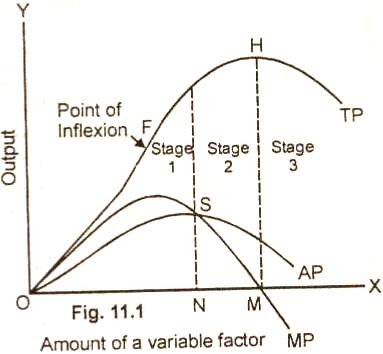 Y
H
Point of
Inflexion
F
TP
Output
Stage
1
Stage
2
Stage
3
S
AP
O
N
M
X
Fig. 11.1
Amount of a variable factor
MP